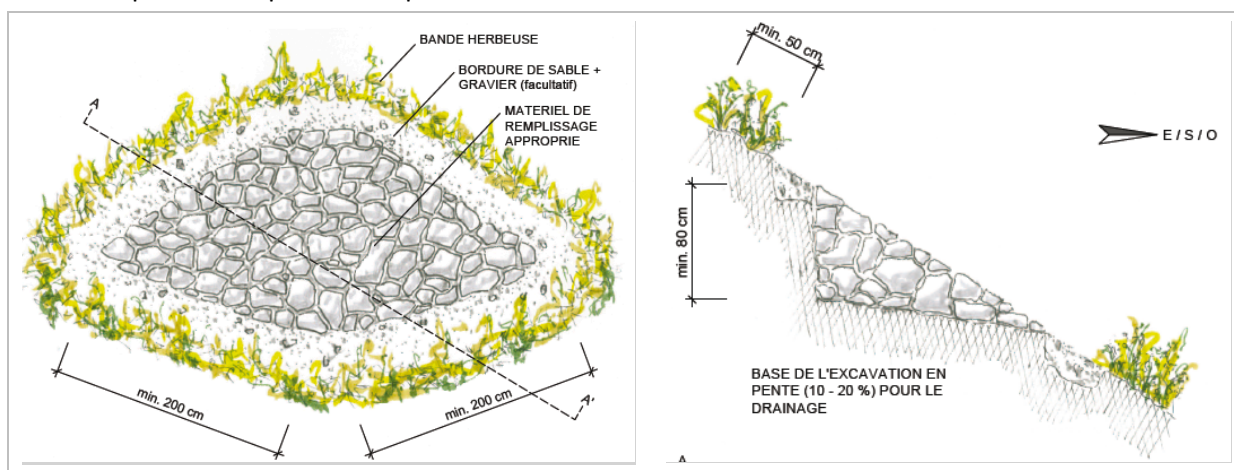 BANDE HERBEUSE
BORDURE DE SABLE +
GRAVIER (facultatif)
MATERIEL DE
REMPLISSAGE
APPROPRIE
A
A'
min. 200 cm
min. 200 cm
min. 50 cm
E / S / O
min. 80 cm
BASE DE L'EXCAVATION EN
PENTE (10 - 20 %) POUR LE
DRAINAGE